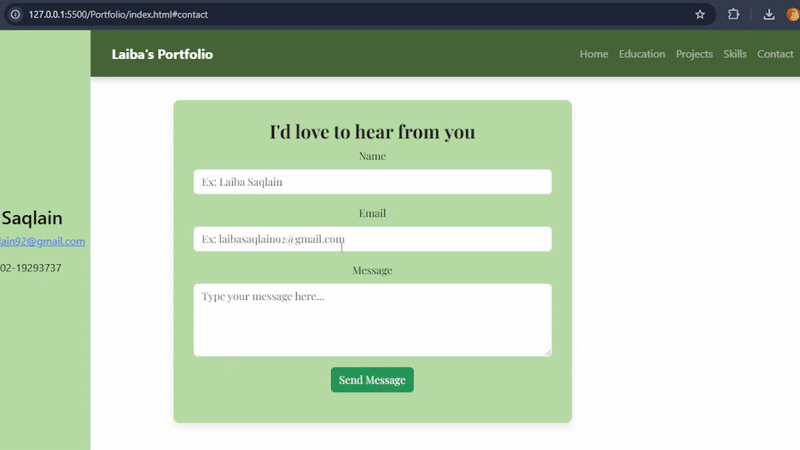 127.0.0.1:5500/Portfolio/index.html#contact
Laiba's Portfolio
Home Education Projects Skills Contact
Saqlain
lain92@gmail.com
02-19293737
I'd love to hear from you
Name
Ex: Laiba Saqlain
Email
Ex: laibasaqlain92@gmail.com
Message
Type your message here...
Send Message